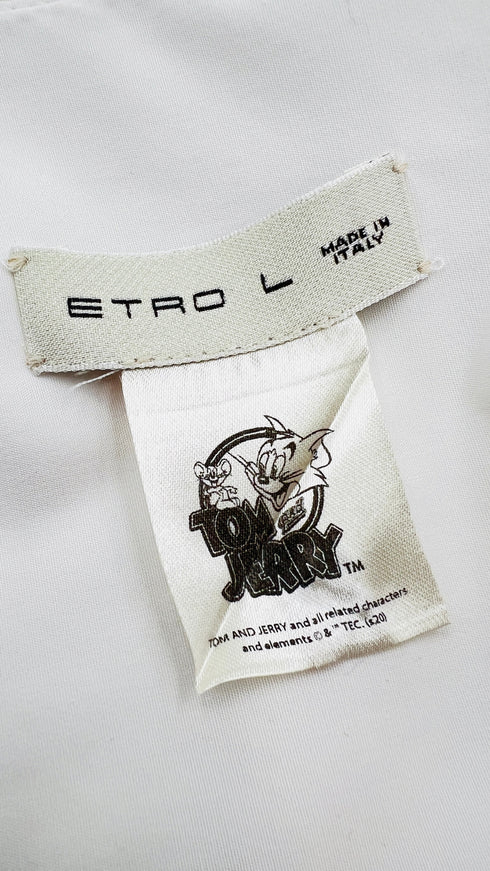 ETRO L
MADE IN
ITALY
TOM and
JERRY TM
TOM AND JERRY and all related characters
and elements © & ™ TEC. (s20)